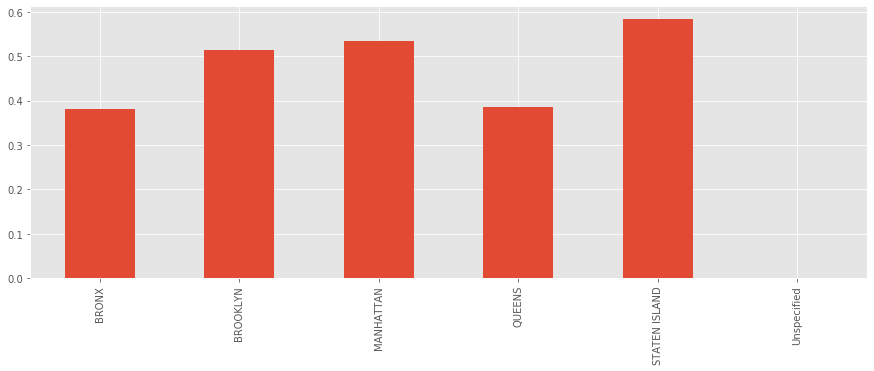 0.6
0.5
0.4
0.3
0.2
0.1
0.0
BRONX
BROOKLYN
MANHATTAN
QUEENS
STATEN ISLAND
Unspecified